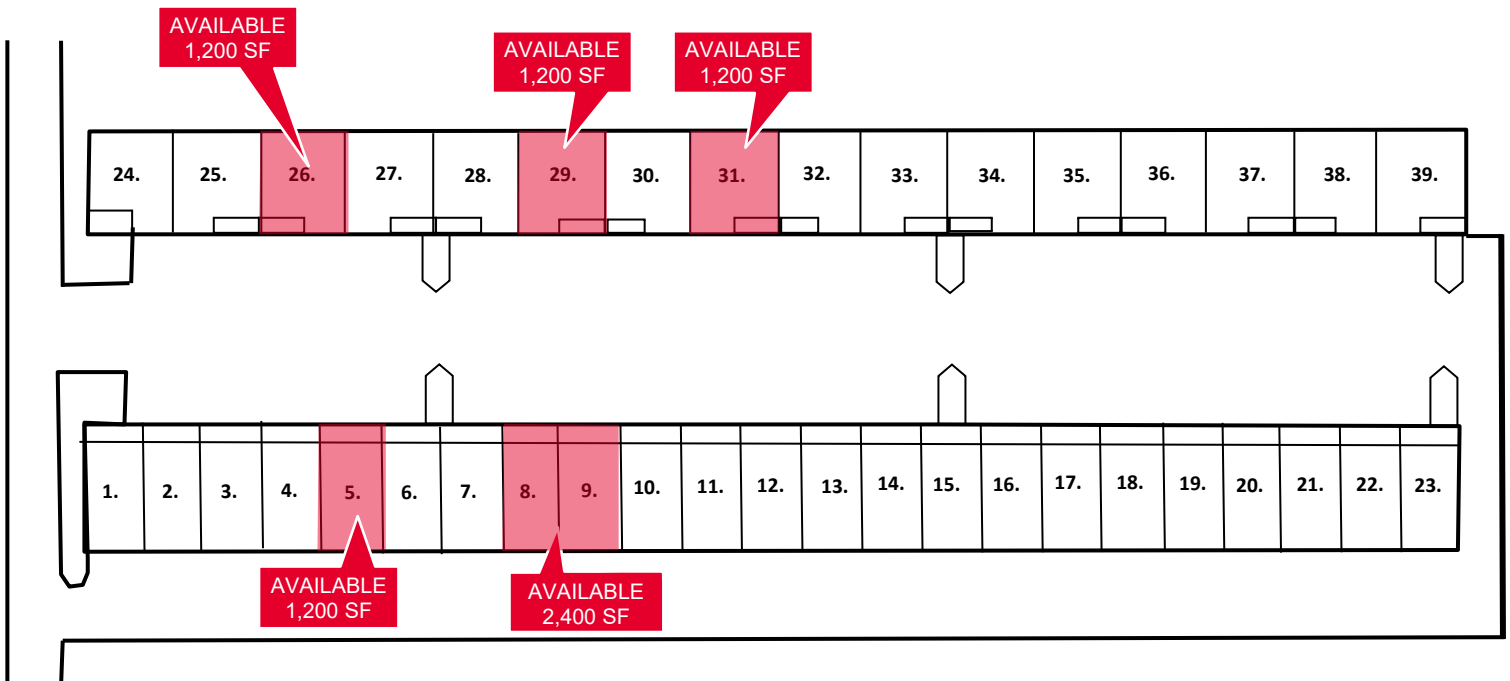 AVAILABLE
1,200 SF
AVAILABLE
1,200 SF
AVAILABLE
1,200 SF
24. 25. 26. 27. 28. 29. 30. 31. 32. 33. 34. 35. 36. 37. 38. 39.
1. 2. 3. 4. 5. 6. 7. 8. 9. 10. 11. 12. 13. 14. 15. 16. 17. 18. 19. 20. 21. 22. 23.
AVAILABLE
1,200 SF
AVAILABLE
2,400 SF